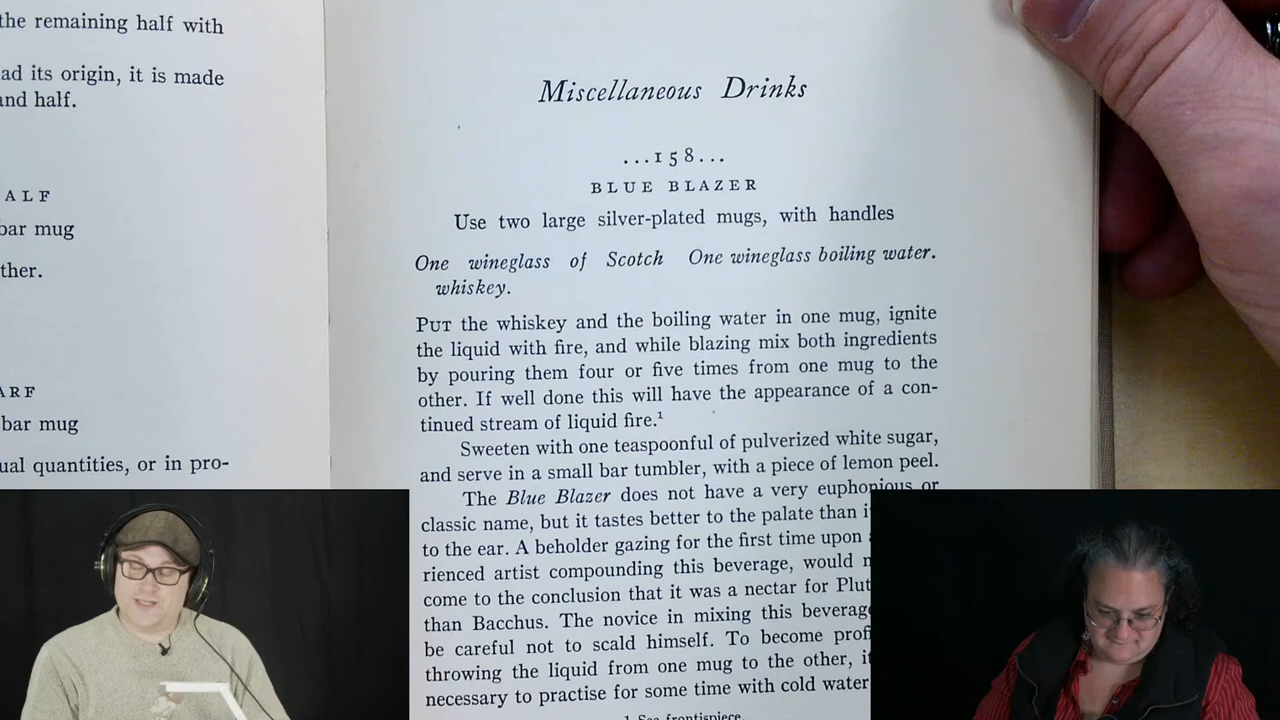 the remaining half with
ad its origin, it is made
and half.
ALF
bar mug
ther.
ARF
bar mug
ual quantities, or in pro-
Miscellaneous Drinks
...158...
BLUE BLAZER
Use two large silver-plated mugs, with handles
One wineglass of Scotch One wineglass boiling water.
whiskey.
PUT the whiskey and the boiling water in one mug, ignite
the liquid with fire, and while blazing mix both ingredients
by pouring them four or five times from one mug to the
other. If well done this will have the appearance of a con-
tinued stream of liquid fire.¹
Sweeten with one teaspoonful of pulverized white sugar,
and serve in a small bar tumbler, with a piece of lemon peel.
The Blue Blazer does not have a very euphonious or
classic name, but it tastes better to the palate than i
to the ear. A beholder gazing for the first time upon
rienced artist compounding this beverage, would n
come to the conclusion that it was a nectar for Plut
than Bacchus. The novice in mixing this beverag
be careful not to scald himself. To become profi
throwing the liquid from one mug to the other, it
necessary to practise for some time with cold water
1 See frontispiece.